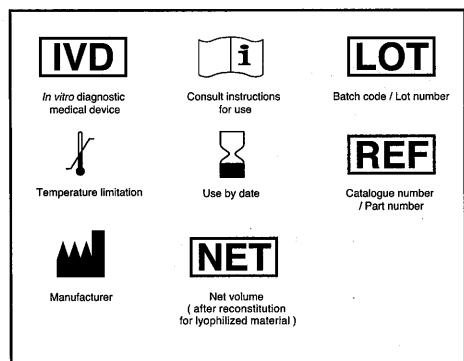 IVD
In vitro diagnostic
medical device
i
Consult instructions
for use
LOT
Batch code / Lot number
Temperature limitation
Use by date
REF
Catalogue number
/ Part number
Manufacturer
NET
Net volume
( after reconstitution
for lyophilized material )